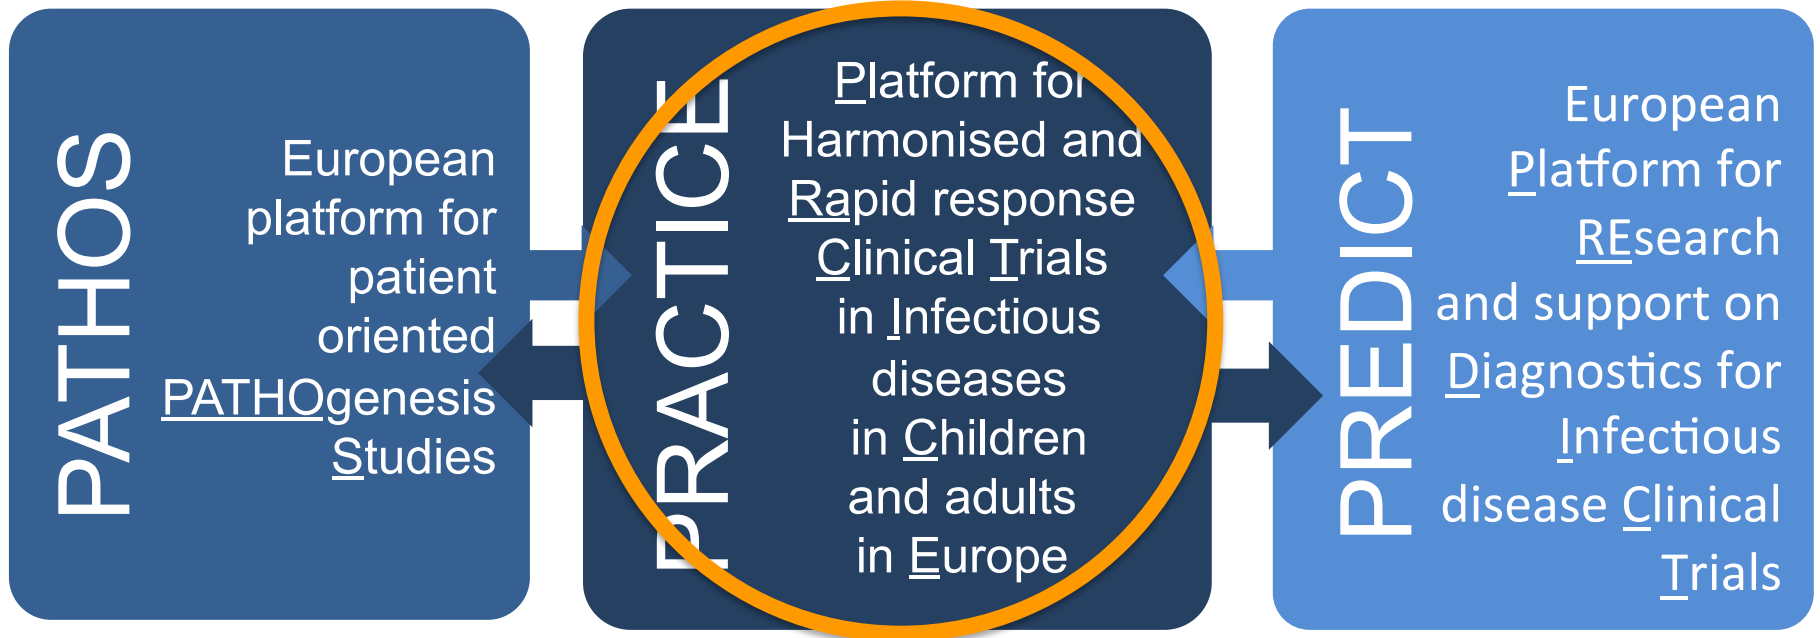 PATHOS
European
platform for
patient
oriented
PATHOgenesis
Studies
PRACTICE
Platform for
Harmonised and
Rapid response
Clinical Trials
in Infectious
diseases
in Children
and adults
in Europe
PREDICT
European
Platform for
REsearch
and support on
Diagnostics for
Infectious
disease Clinical
Trials